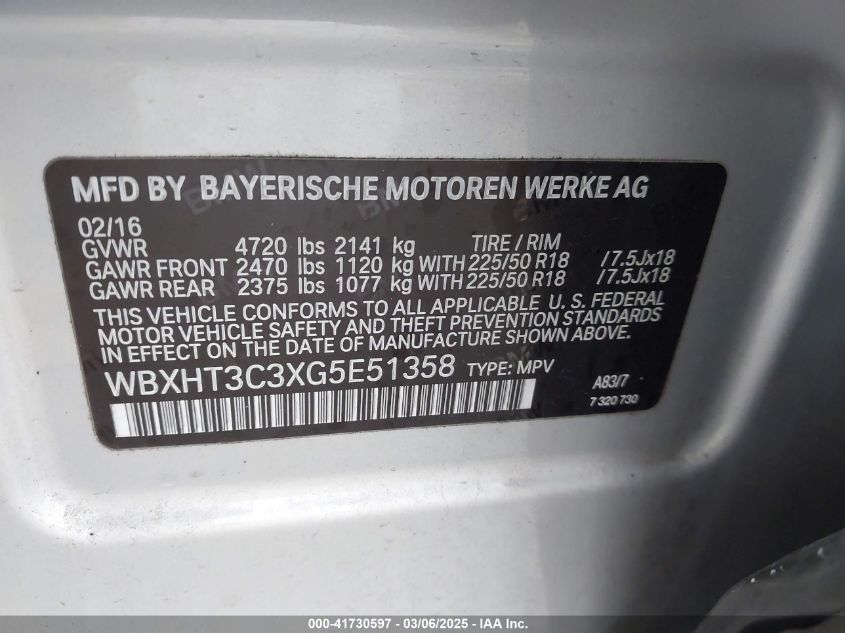 MFD BY BAYERISCHE MOTOREN WERKE AG
02/16
GVWR 4720 lbs 2141 kg TIRE / RIM
GAWR FRONT 2470 lbs 1120 kg WITH 225/50 R18 /7.5Jx18
GAWR REAR 2375 lbs 1077 kg WITH 225/50 R18 /7.5Jx18
THIS VEHICLE CONFORMS TO ALL APPLICABLE U. S. FEDERAL
MOTOR VEHICLE SAFETY AND THEFT PREVENTION STANDARDS
IN EFFECT ON THE DATE OF MANUFACTURE SHOWN ABOVE.
WBXHT3C3XG5E51358 TYPE: MPV
A83/7
7 320 730
000-41730597 - 03/06/2025 - IAA Inc.